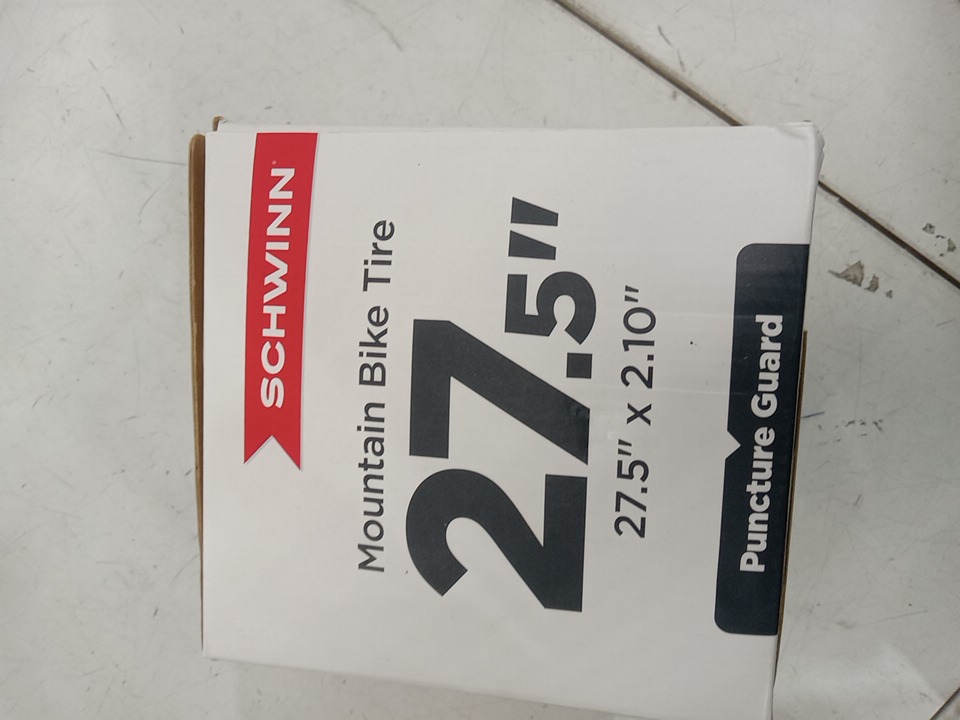 SCHWINN
Mountain Bike Tire
27.5"
27.5" x 2.10"
Puncture Guard